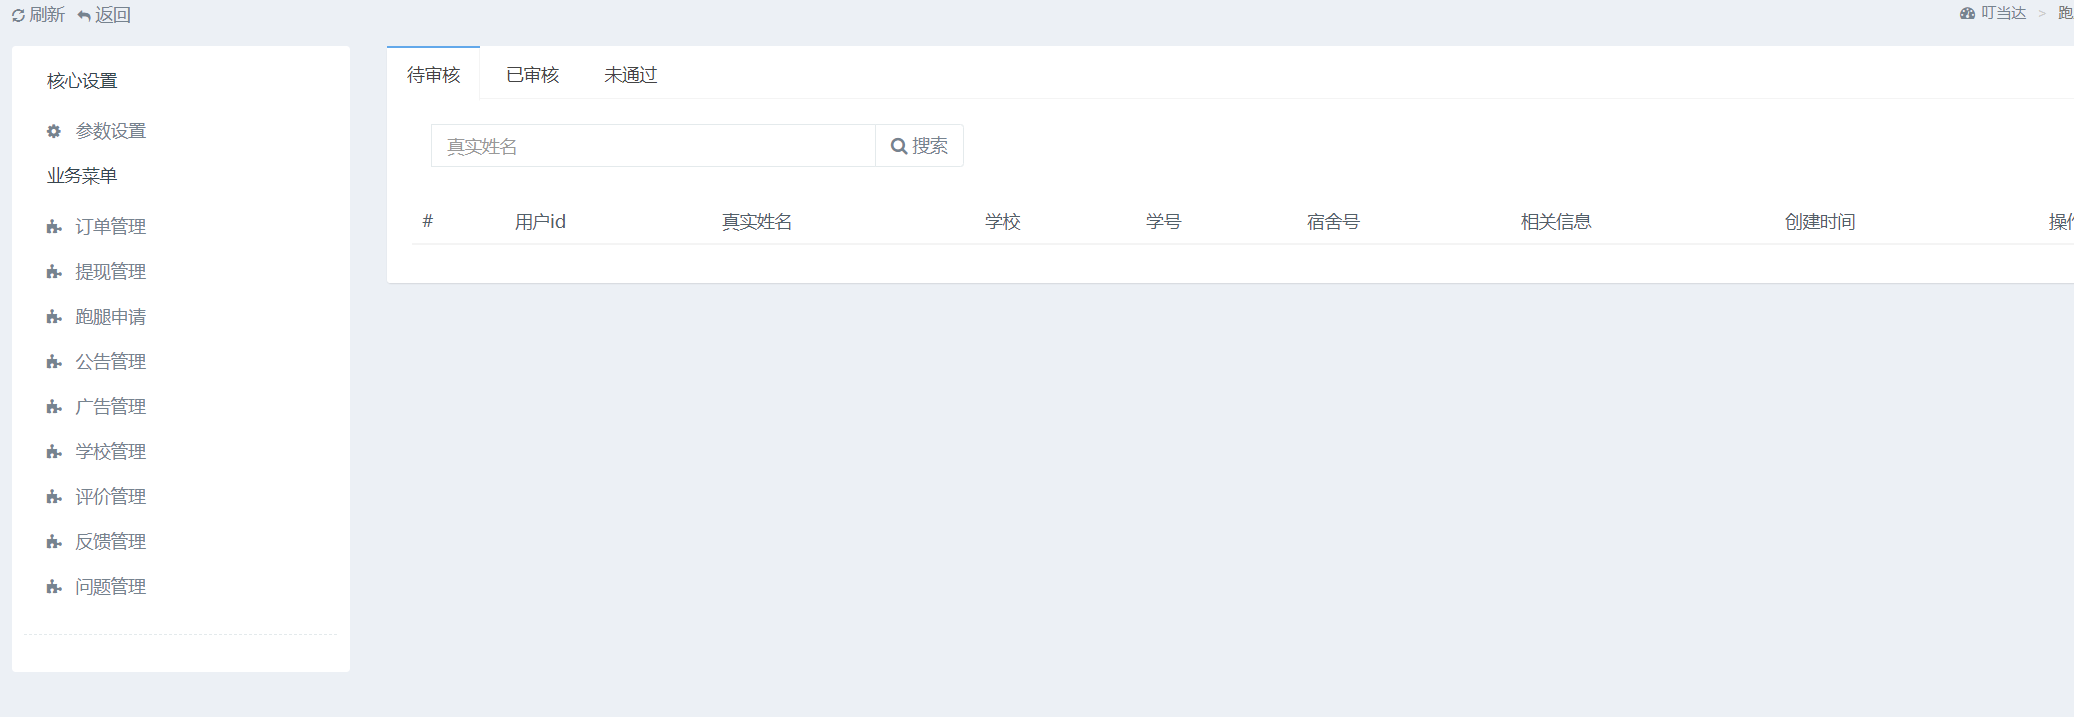 刷新 返回
叮当达 > 跑
核心设置
参数设置
业务菜单
订单管理
提现管理
跑腿申请
公告管理
广告管理
学校管理
评价管理
反馈管理
问题管理
待审核 已审核 未通过
真实姓名 搜索
# 用户id 真实姓名 学校 学号 宿舍号 相关信息 创建时间 操作